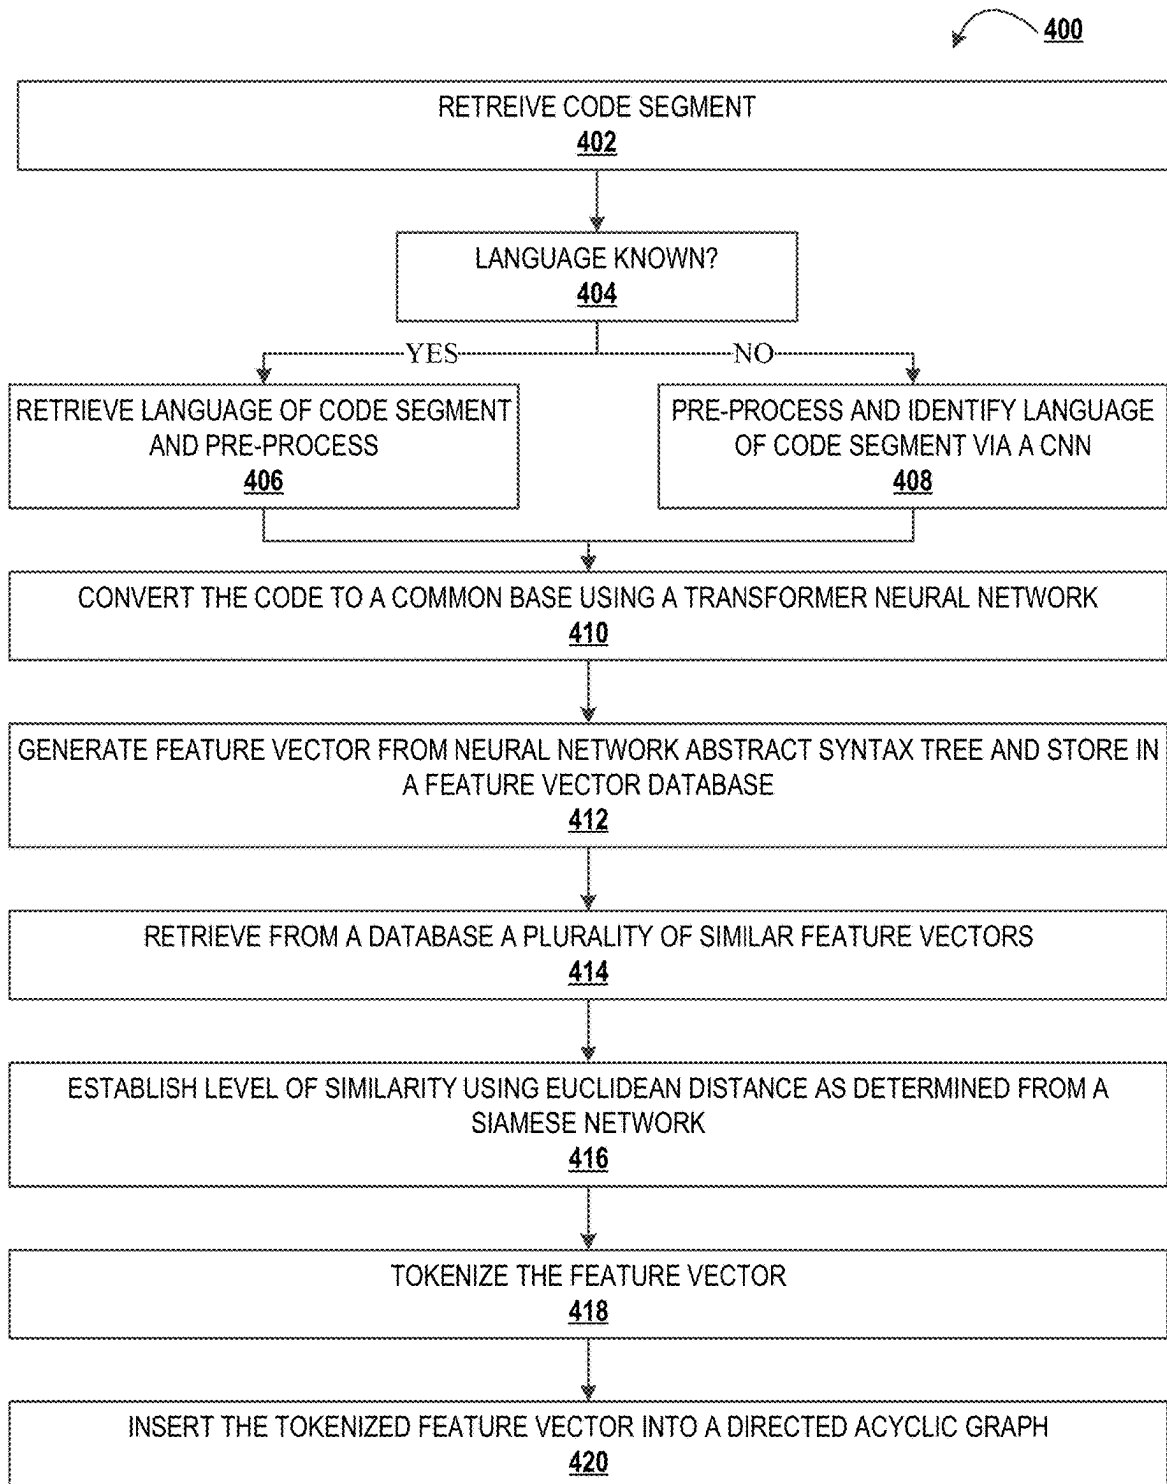 400
RETREIVE CODE SEGMENT
402
LANGUAGE KNOWN?
404
YES
NO
RETRIEVE LANGUAGE OF CODE SEGMENT
AND PRE-PROCESS
406
PRE-PROCESS AND IDENTIFY LANGUAGE
OF CODE SEGMENT VIA A CNN
408
CONVERT THE CODE TO A COMMON BASE USING A TRANSFORMER NEURAL NETWORK
410
GENERATE FEATURE VECTOR FROM NEURAL NETWORK ABSTRACT SYNTAX TREE AND STORE IN
A FEATURE VECTOR DATABASE
412
RETRIEVE FROM A DATABASE A PLURALITY OF SIMILAR FEATURE VECTORS
414
ESTABLISH LEVEL OF SIMILARITY USING EUCLIDEAN DISTANCE AS DETERMINED FROM A
SIAMESE NETWORK
416
TOKENIZE THE FEATURE VECTOR
418
INSERT THE TOKENIZED FEATURE VECTOR INTO A DIRECTED ACYCLIC GRAPH
420